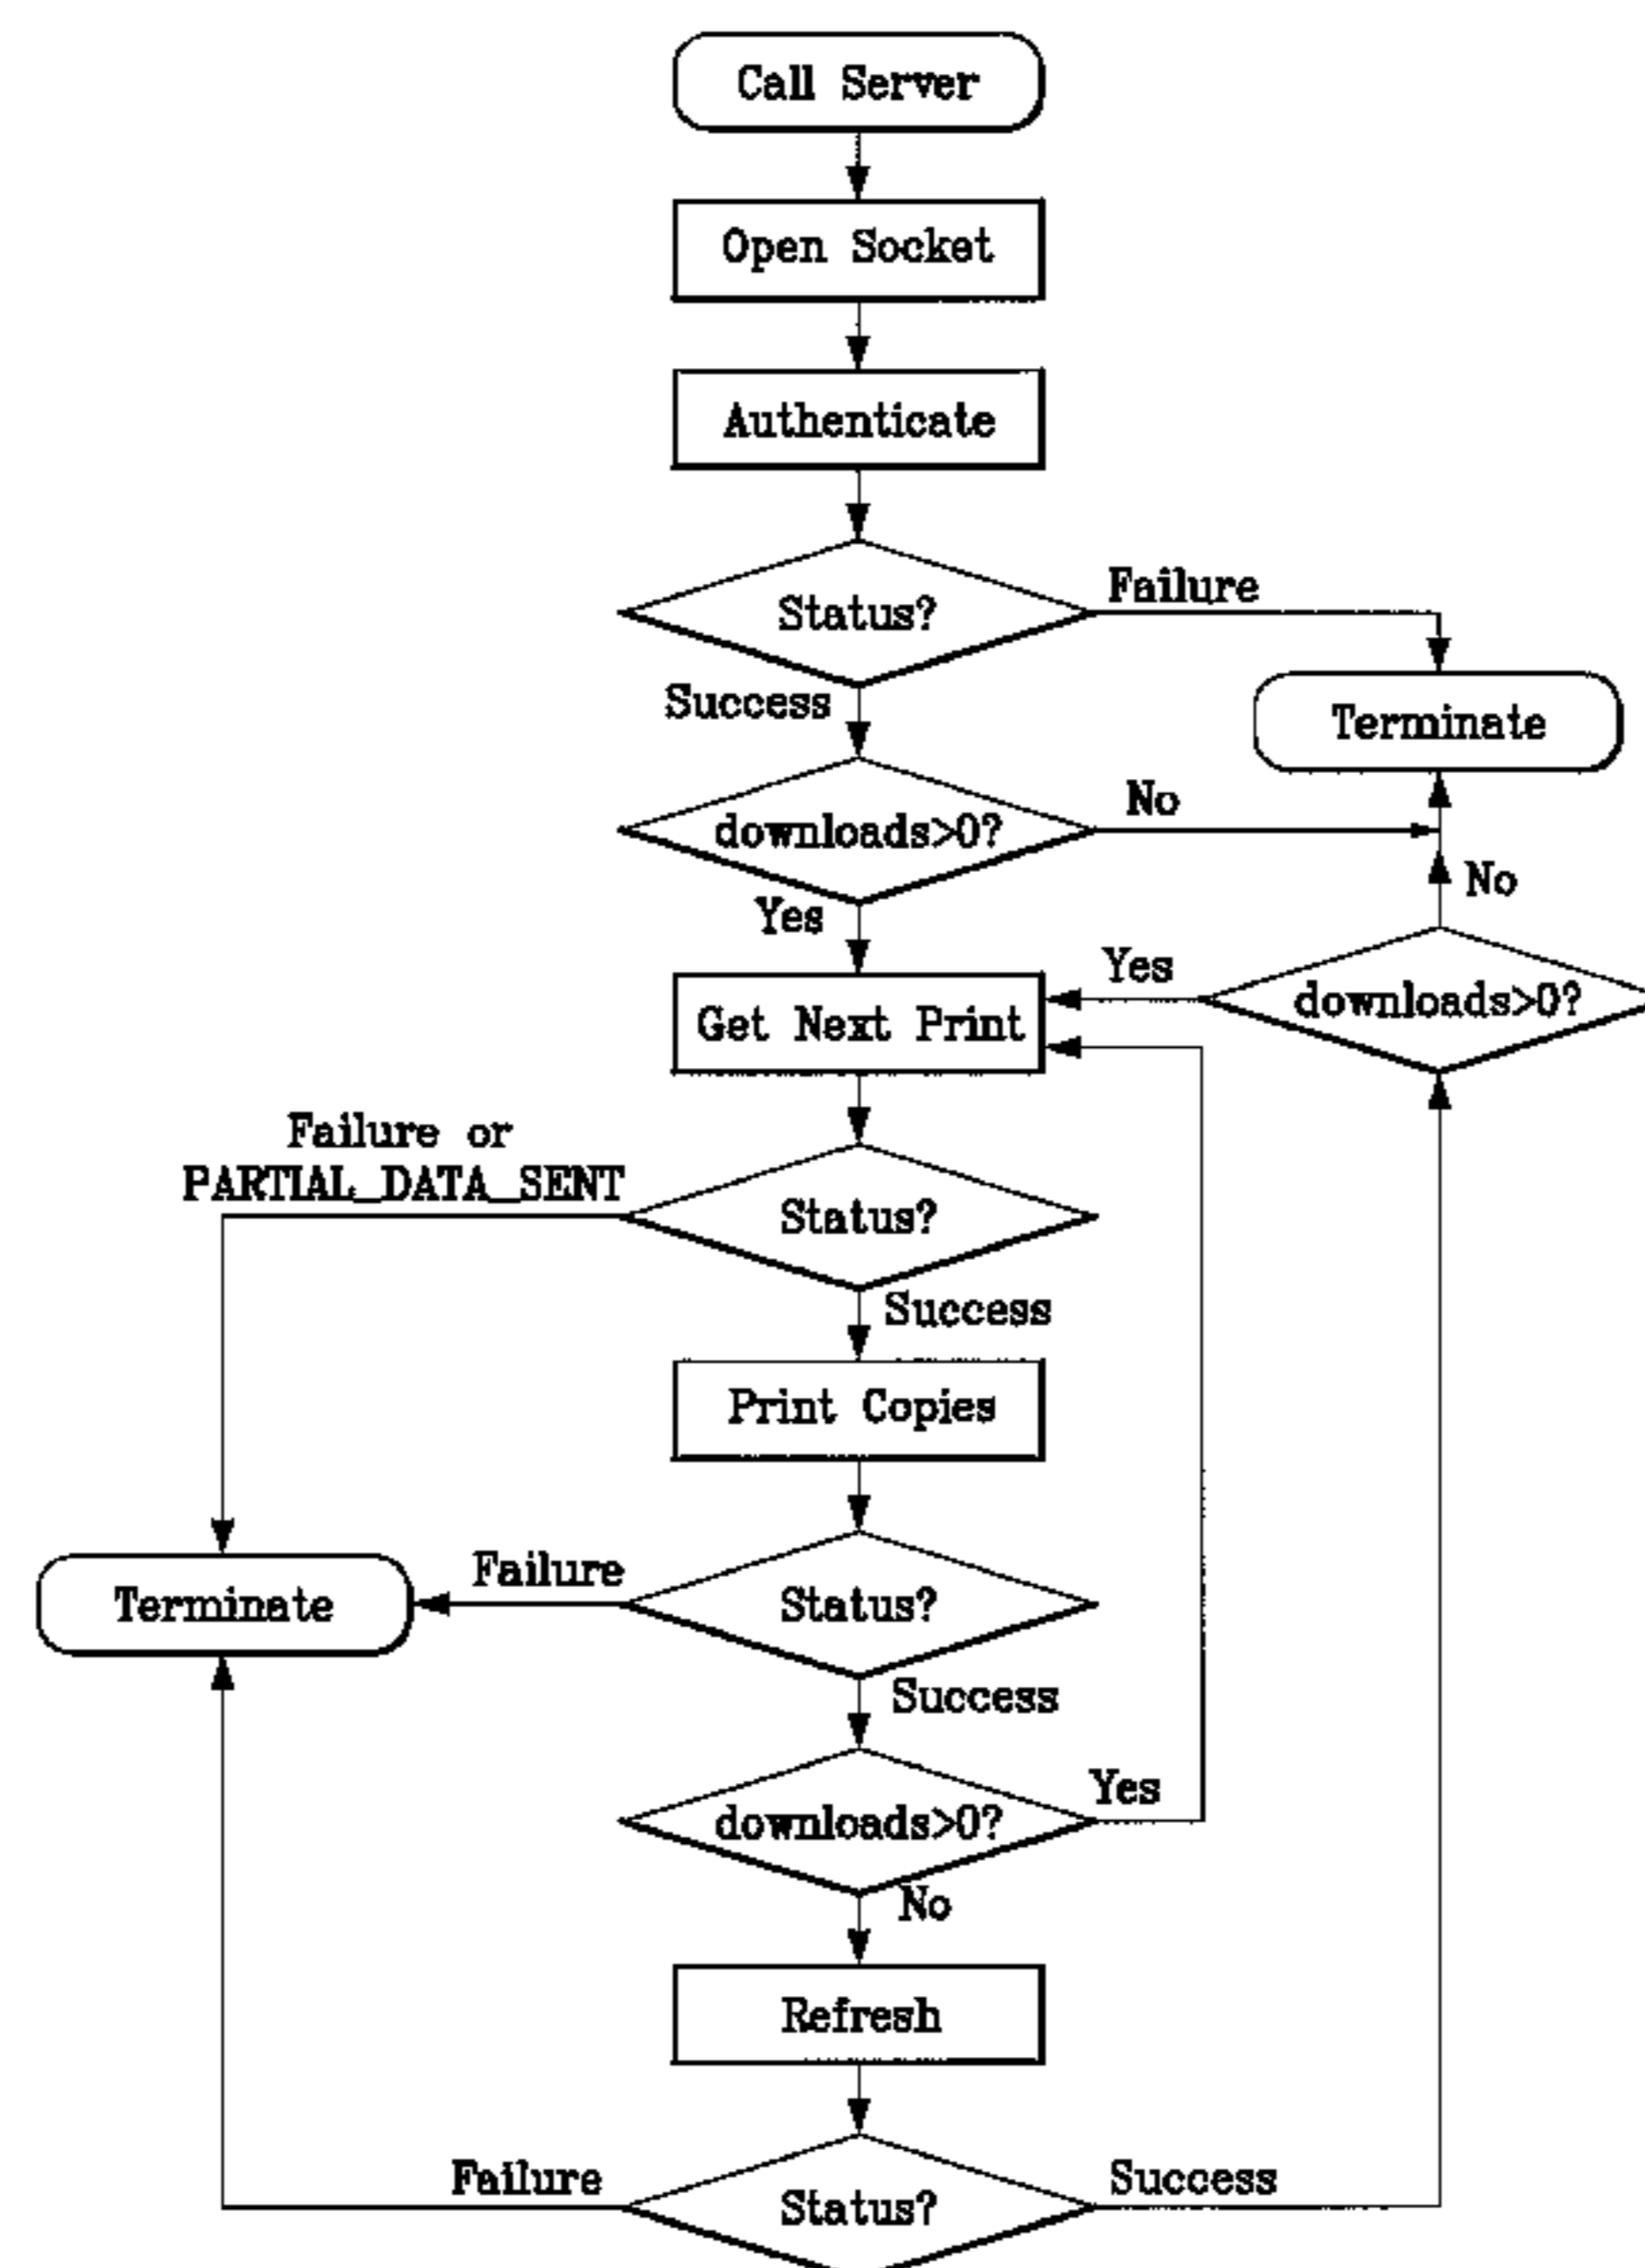 Call Server
Open Socket
Authenticate
Status?
Failure
Success
Terminate
downloads>0?
No
No
Yes
Yes
Get Next Print
downloads>0?
Failure or
PARTIAL_DATA_SENT
Status?
Success
Print Copies
Failure
Terminate
Status?
Success
Yes
downloads>0?
No
Refresh
Failure
Success
Status?